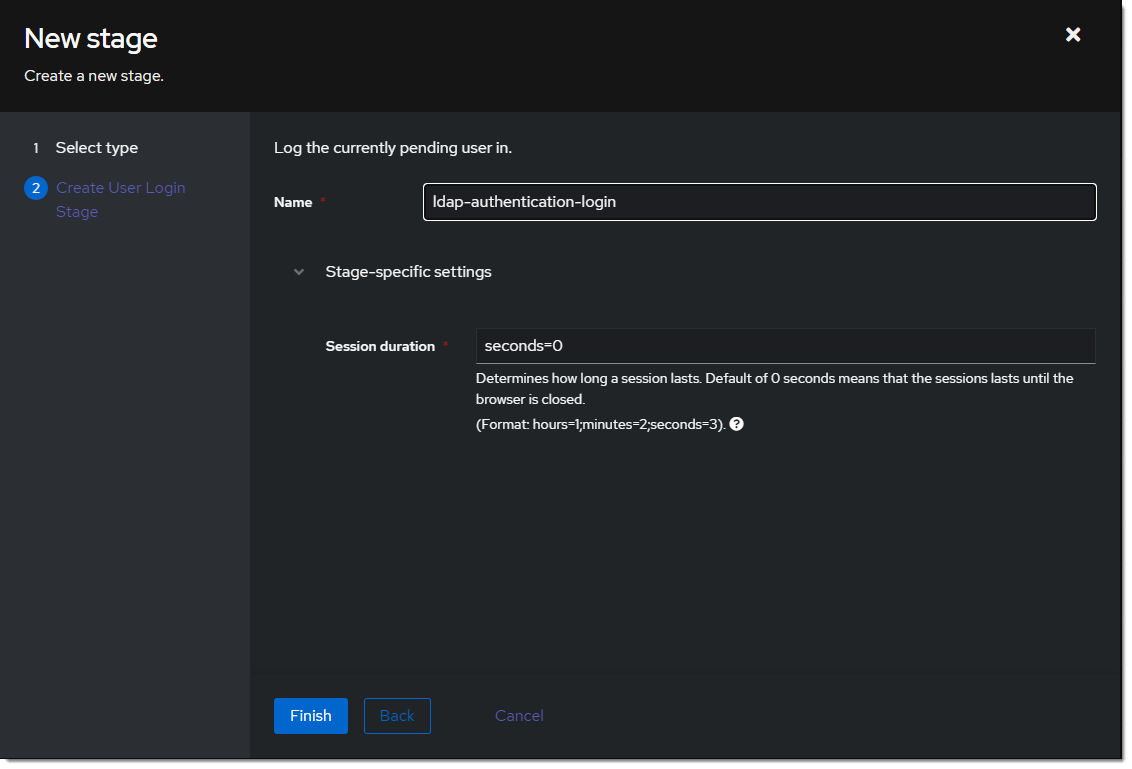 New stage
Create a new stage.
1 Select type
2 Create User Login
Stage
Log the currently pending user in.
Name *
ldap-authentication-login
Stage-specific settings
Session duration *
seconds=0
Determines how long a session lasts. Default of 0 seconds means that the sessions lasts until the
browser is closed.
(Format: hours=1;minutes=2;seconds=3). ?
Finish
Back
Cancel